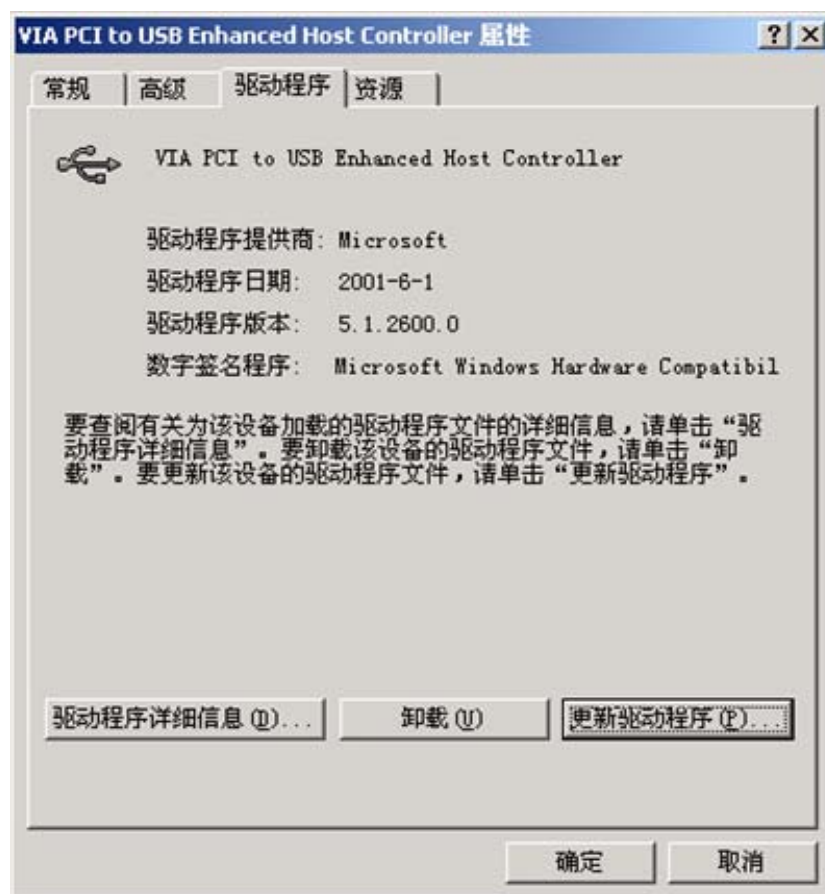 VIA PCI to USB Enhanced Host Controller 属性
常规 高级 驱动程序 资源
VIA PCI to USB Enhanced Host Controller
驱动程序提供商: Microsoft
驱动程序日期: 2001-6-1
驱动程序版本: 5.1.2600.0
数字签名程序: Microsoft Windows Hardware Compatibil
要查阅有关为该设备加载的驱动程序文件的详细信息，请单击“驱
动程序详细信息”。要卸载该设备的驱动程序文件，请单击“卸
载”。要更新该设备的驱动程序文件，请单击“更新驱动程序”。
驱动程序详细信息(D)... 卸载(U) 更新驱动程序(P)...
确定 取消